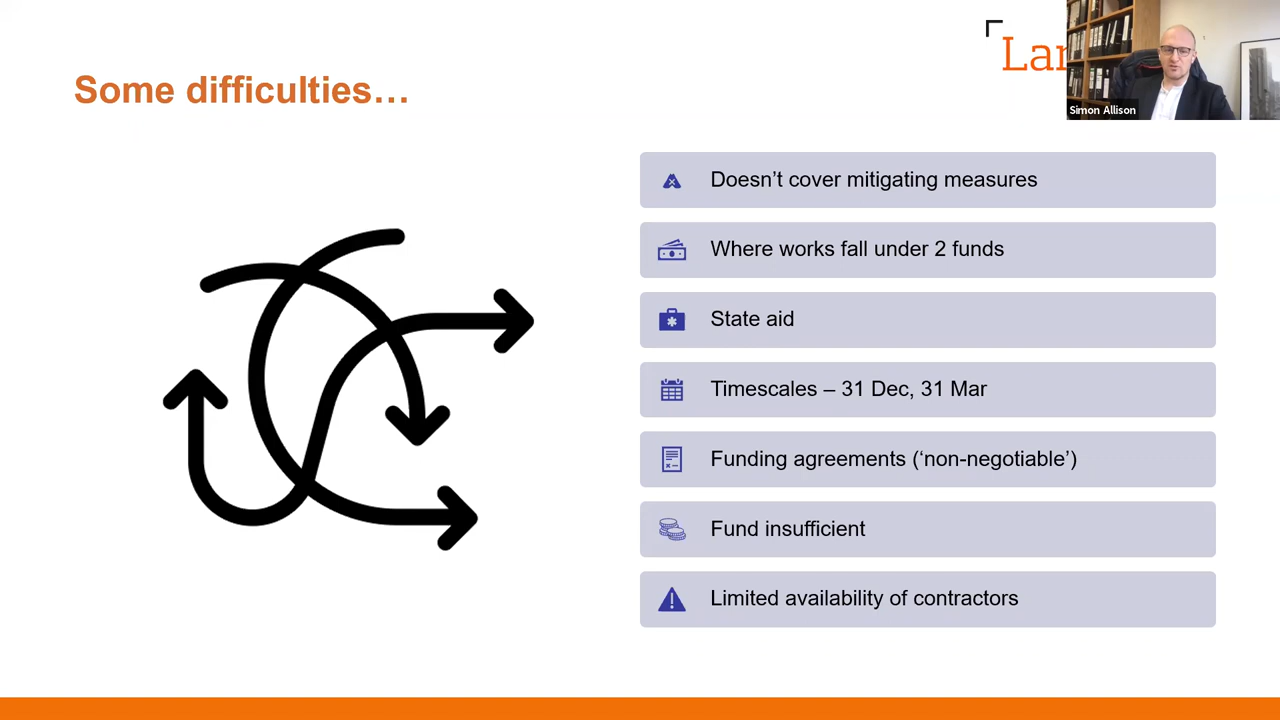 Some difficulties…
Simon Allison
Doesn’t cover mitigating measures
Where works fall under 2 funds
State aid
Timescales – 31 Dec, 31 Mar
Funding agreements (‘non-negotiable’)
Fund insufficient
Limited availability of contractors